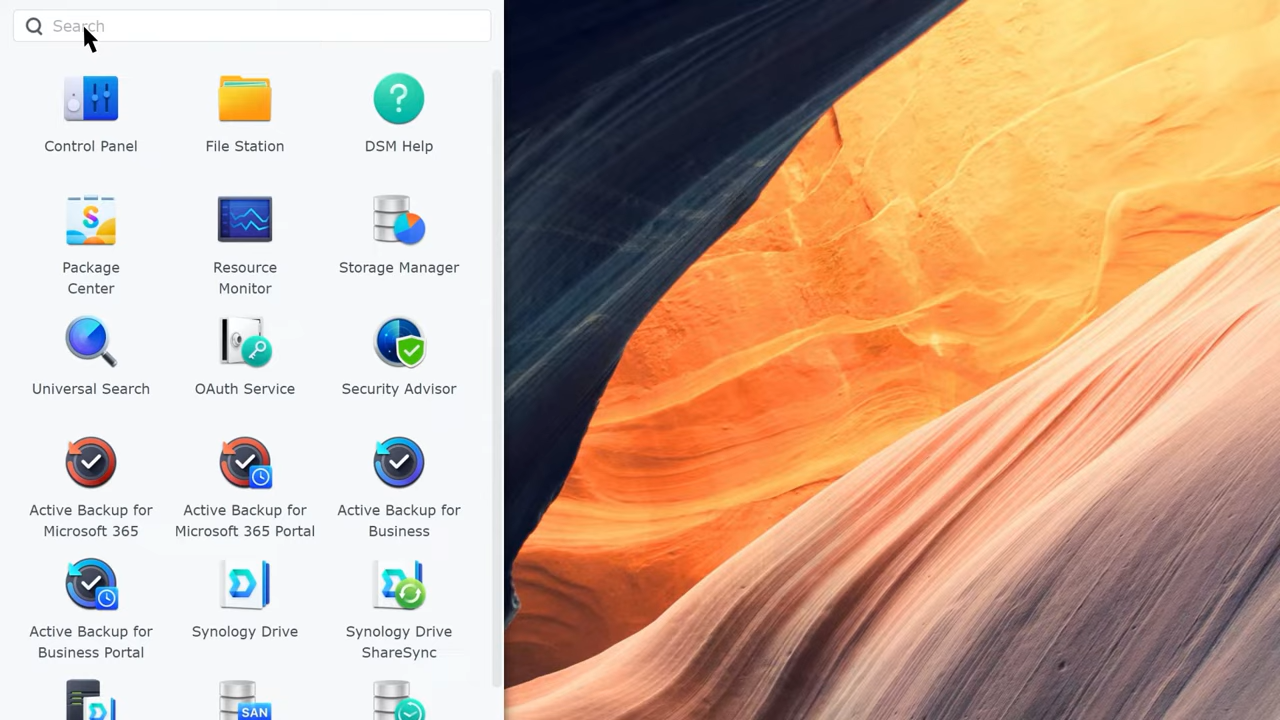 Search
Control Panel
File Station
DSM Help
Package
Center
Resource
Monitor
Storage Manager
Universal Search
OAuth Service
Security Advisor
Active Backup for
Microsoft 365
Active Backup for
Microsoft 365 Portal
Active Backup for
Business
Active Backup for
Business Portal
Synology Drive
Synology Drive
ShareSync
SAN